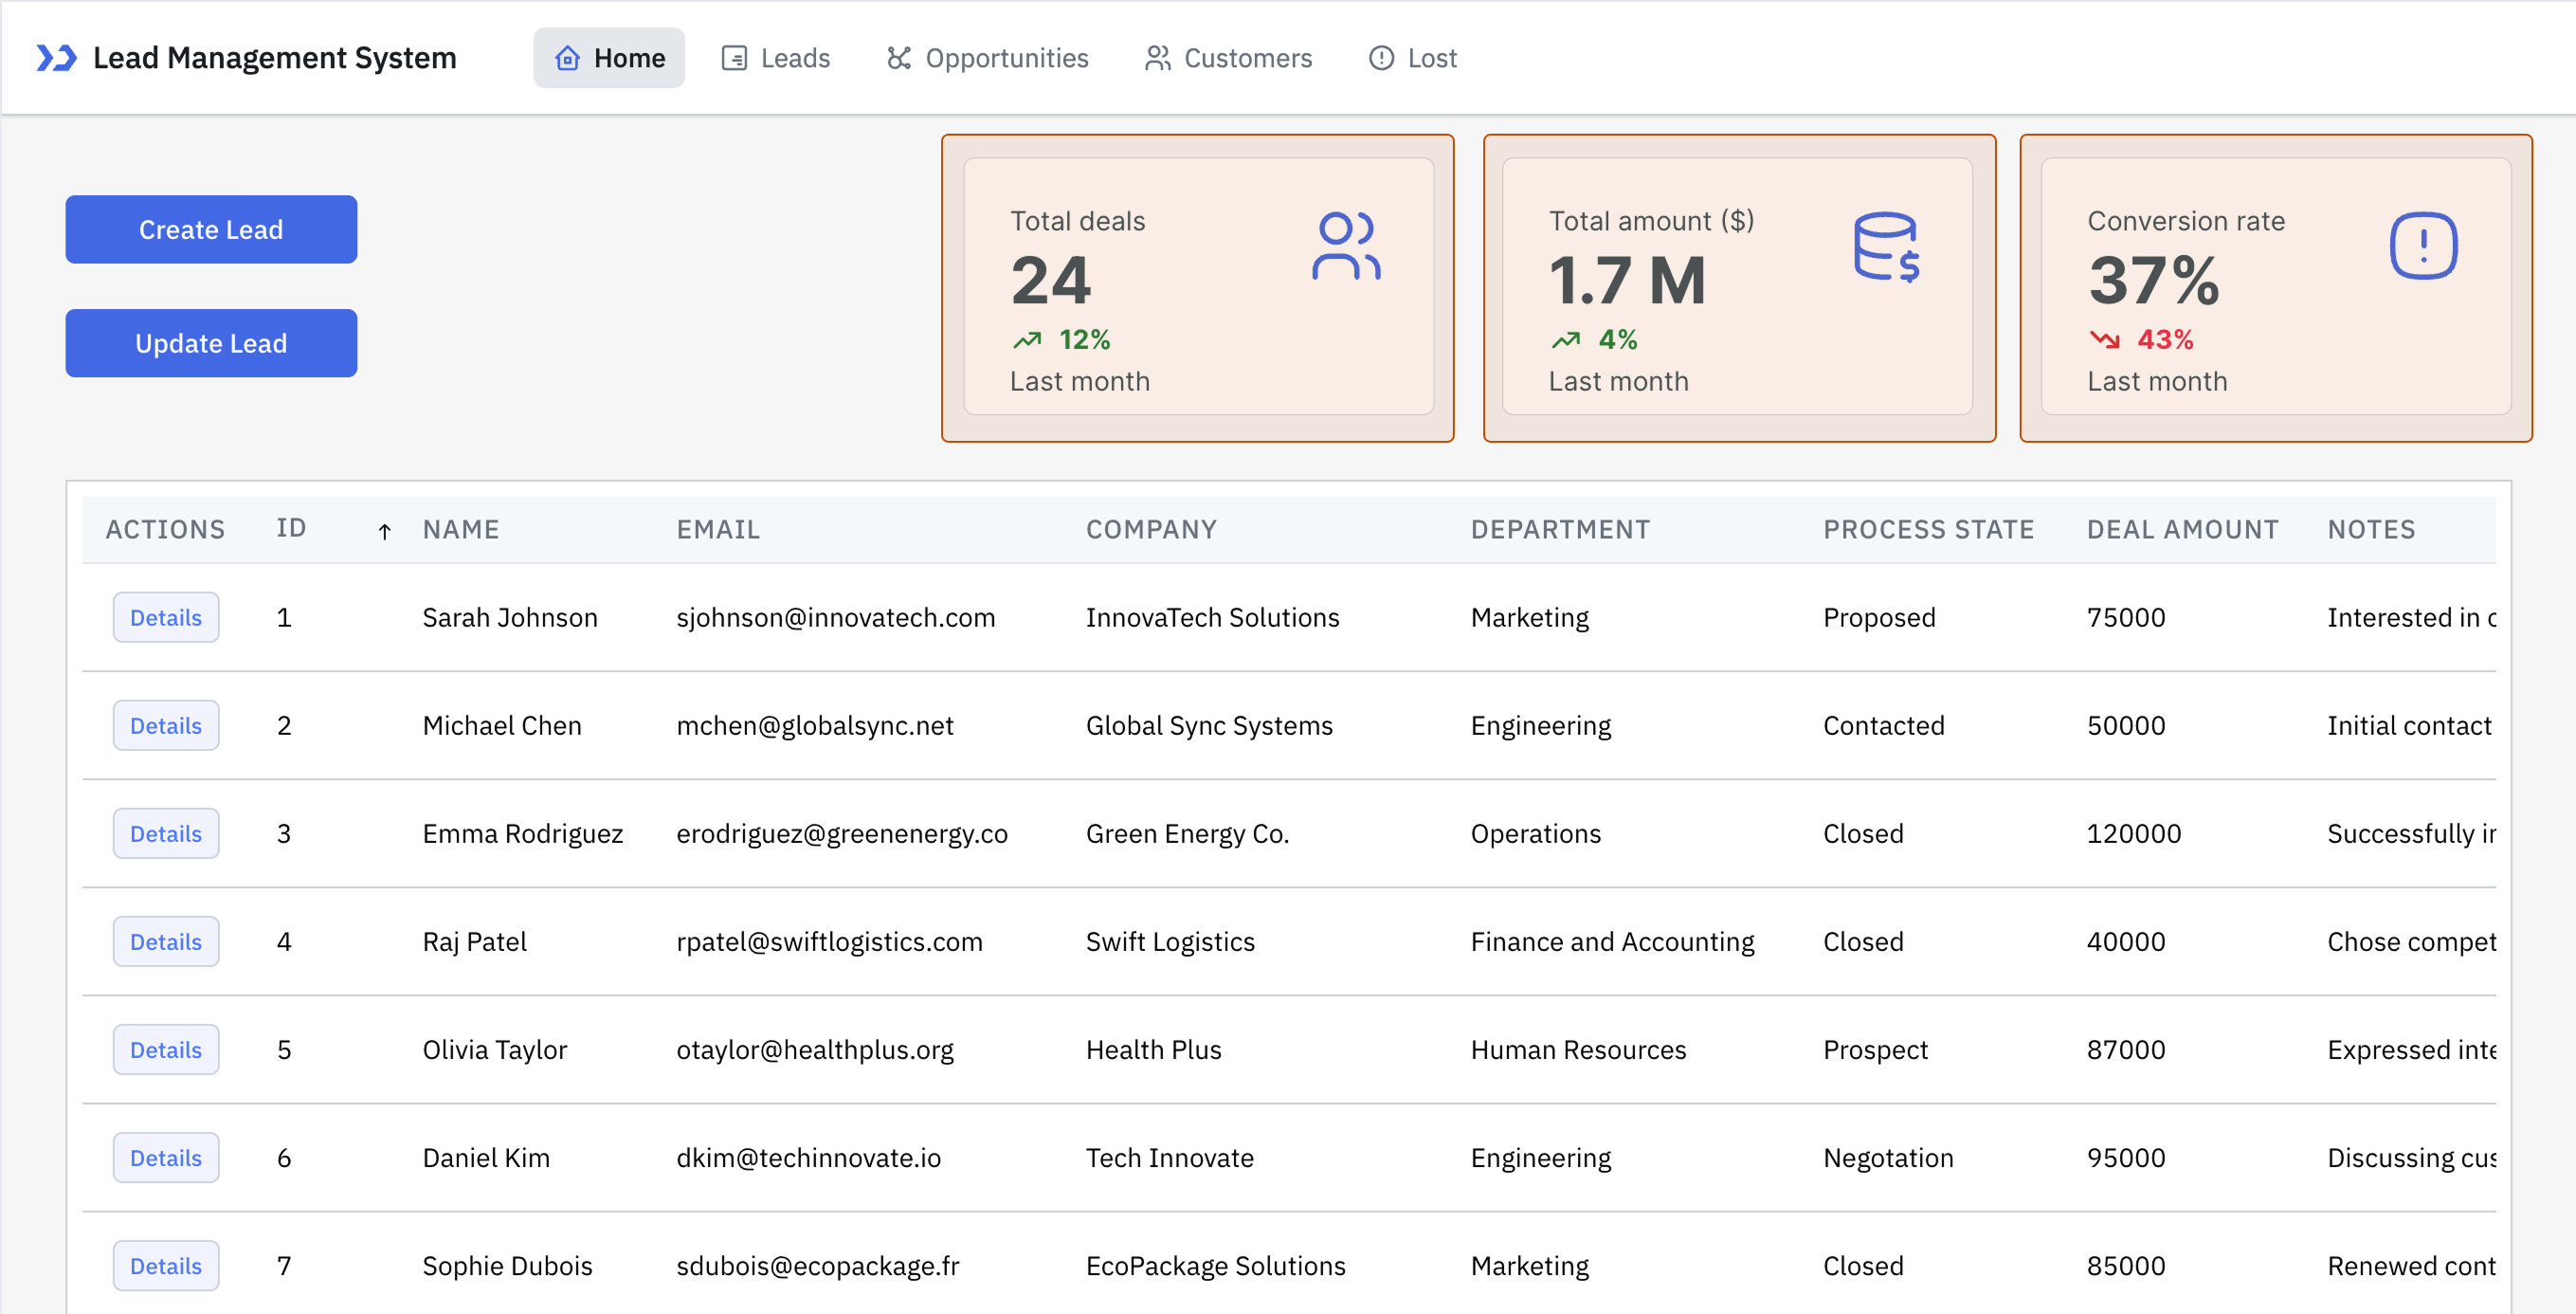 Lead Management System Home Leads Opportunities Customers Lost
Create Lead
Update Lead
Total deals
24
12%
Last month
Total amount ($)
1.7 M
4%
Last month
Conversion rate
37%
43%
Last month
ACTIONS ID ↑ NAME EMAIL COMPANY DEPARTMENT PROCESS STATE DEAL AMOUNT NOTES
Details 1 Sarah Johnson sjohnson@innovatech.com InnovaTech Solutions Marketing Proposed 75000 Interested in
Details 2 Michael Chen mchen@globalsync.net Global Sync Systems Engineering Contacted 50000 Initial contact
Details 3 Emma Rodriguez erodriguez@greenenergy.co Green Energy Co. Operations Closed 120000 Successfully
Details 4 Raj Patel rpatel@swiftlogistics.com Swift Logistics Finance and Accounting Closed 40000 Chose compet
Details 5 Olivia Taylor otaylor@healthplus.org Health Plus Human Resources Prospect 87000 Expressed inte
Details 6 Daniel Kim dkim@techinnovate.io Tech Innovate Engineering Negotation 95000 Discussing cus
Details 7 Sophie Dubois sdubois@ecopackage.fr EcoPackage Solutions Marketing Closed 85000 Renewed cont